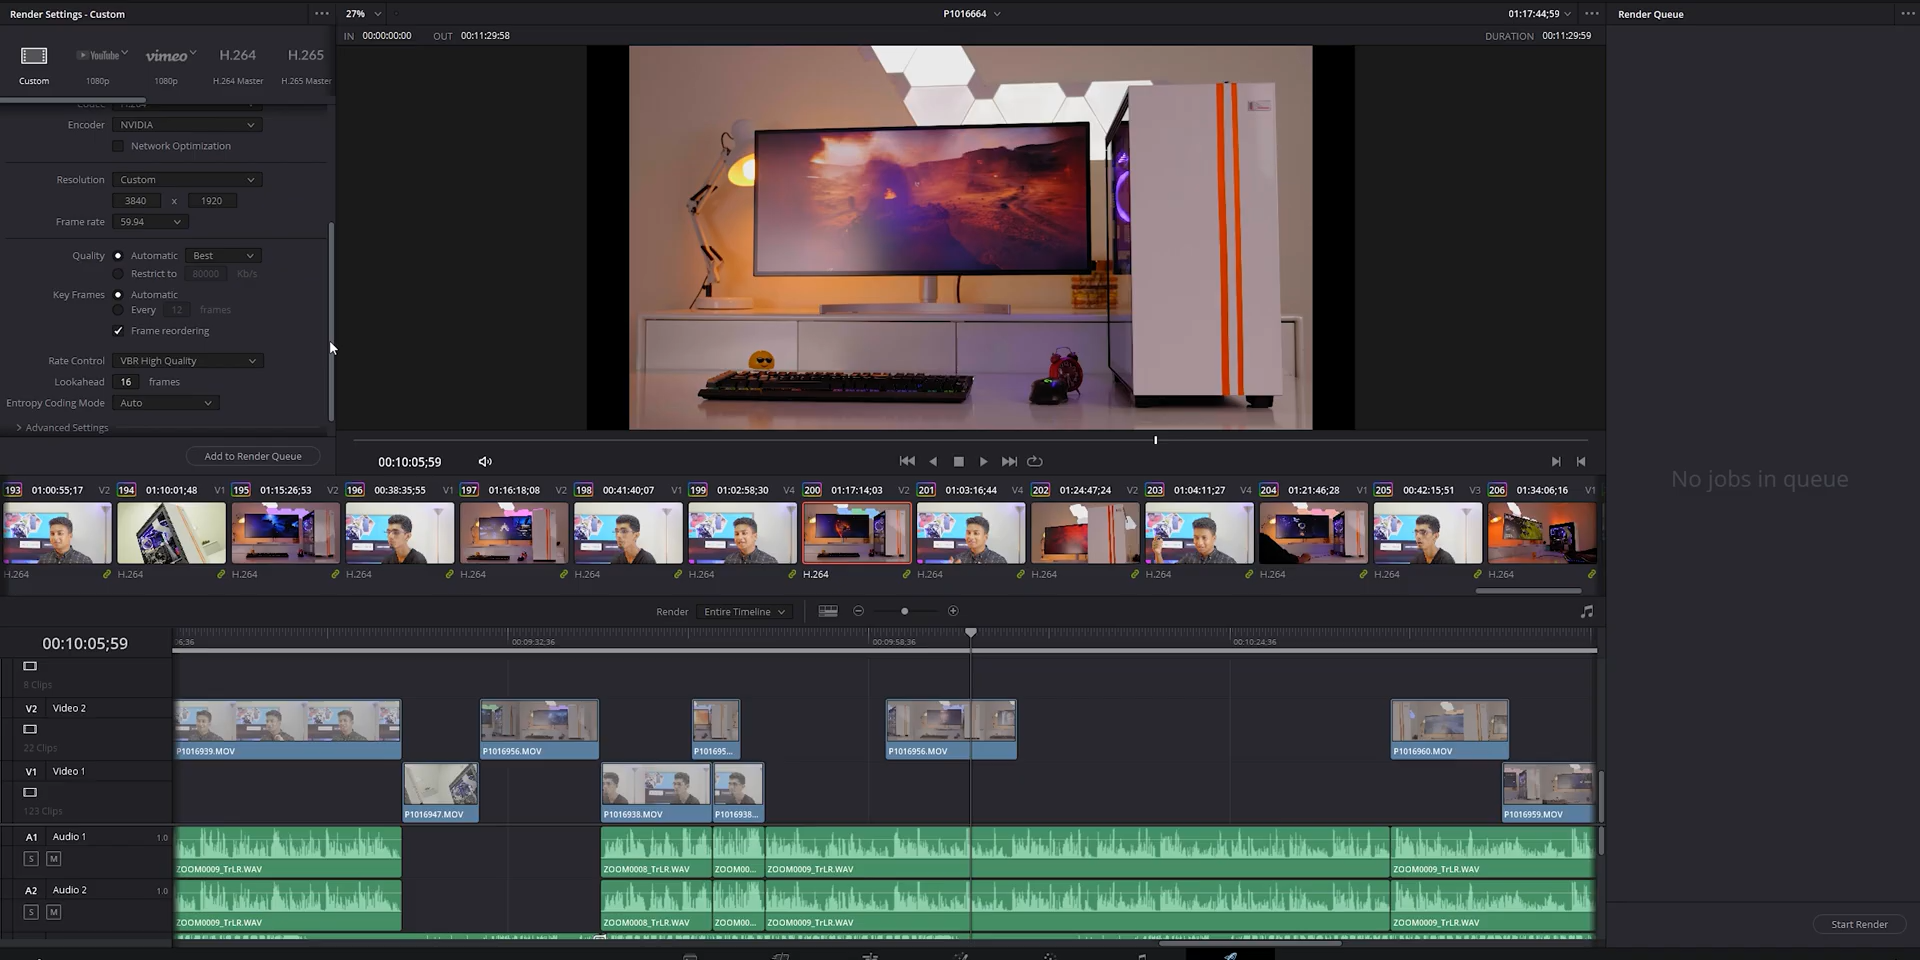 Render Settings - Custom
27%
P1016664
01:17:44;59
Render Queue
IN 00:00:00:00 OUT 00:11:29:58
DURATION 00:11:29:59
YouTube
vimeo
H.264
H.265
Custom
1080p
1080p
H.264 Master
H.265 Master
Codec H.264
Encoder NVIDIA
Network Optimization
Resolution Custom
3840 x 1920
Frame rate 59.94
Quality Automatic Best
Restrict to 80000 Kb/s
Key Frames Automatic
Every 12 frames
Frame reordering
Rate Control VBR High Quality
Lookahead 16 frames
Entropy Coding Mode Auto
Advanced Settings
Add to Render Queue
00:10:05;59
No jobs in queue
193 01:00:55;17 V2
194 01:10:01;48 V1
195 01:15:26;53 V2
196 00:38:35;55 V1
197 01:16:18;08 V2
198 00:41:40;07 V1
199 01:02:58;30 V4
200 01:17:14;03 V2
201 01:03:16;44 V4
202 01:24:47;24 V2
203 01:04:11;27 V4
204 01:21:46;28 V1
205 00:42:15;51 V3
206 01:34:06;16 V1
H.264 H.264 H.264 H.264 H.264 H.264 H.264 H.264 H.264 H.264 H.264 H.264 H.264 H.264
Render Entire Timeline
00:10:05;59
00:09:32;36
00:09:58;36
00:10:24;36
8 Clips
V2 Video 2
22 Clips
P1016939.MOV
P1016956.MOV
P101695...
P1016956.MOV
P1016960.MOV
V1 Video 1
123 Clips
P1016947.MOV
P1016938.MOV
P1016938...
P1016959.MOV
A1 Audio 1 1.0
S M
ZOOM0009_TrLR.WAV
ZOOM0008_TrLR.WAV
ZOOM00...
ZOOM0009_TrLR.WAV
ZOOM0009_TrLR.WAV
A2 Audio 2 1.0
S M
ZOOM0009_TrLR.WAV
ZOOM0008_TrLR.WAV
ZOOM00...
ZOOM0009_TrLR.WAV
ZOOM0009_TrLR.WAV
Start Render